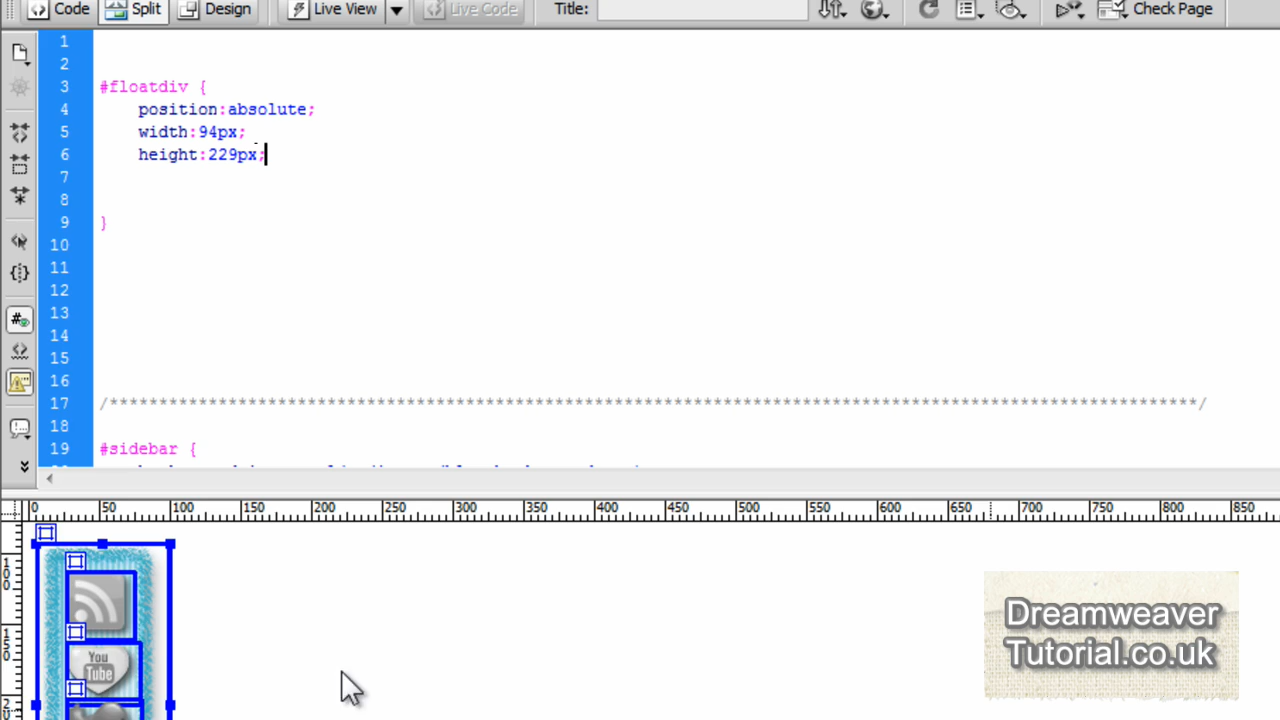 Code Split Design Live View Live Code Title: Check Page
1
2
3 #floatdiv {
4 position:absolute;
5 width:94px;
6 height:229px;
7
8
9 }
10
11
12
13
14
15
16
17 /**************************************************************************************************************/
18
19 #sidebar {
0 50 100 150 200 250 300 350 400 450 500 550 600 650 700 750 800 850
100
150
You
Tube
Dreamweaver
Tutorial.co.uk